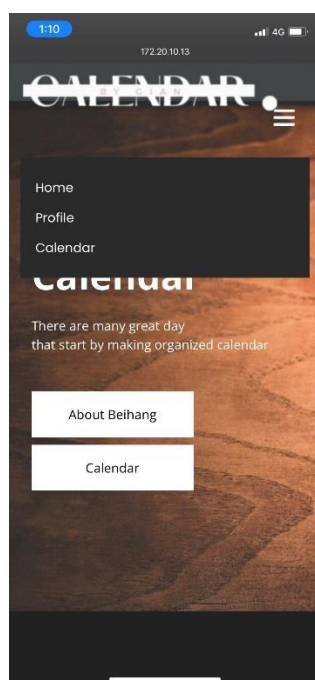 1:10
4G
172.20.10.13
CALENDAR.
BY GIAN
Home
Profile
Calendar
Calendar
There are many great day
that start by making organized calendar
About Beihang
Calendar